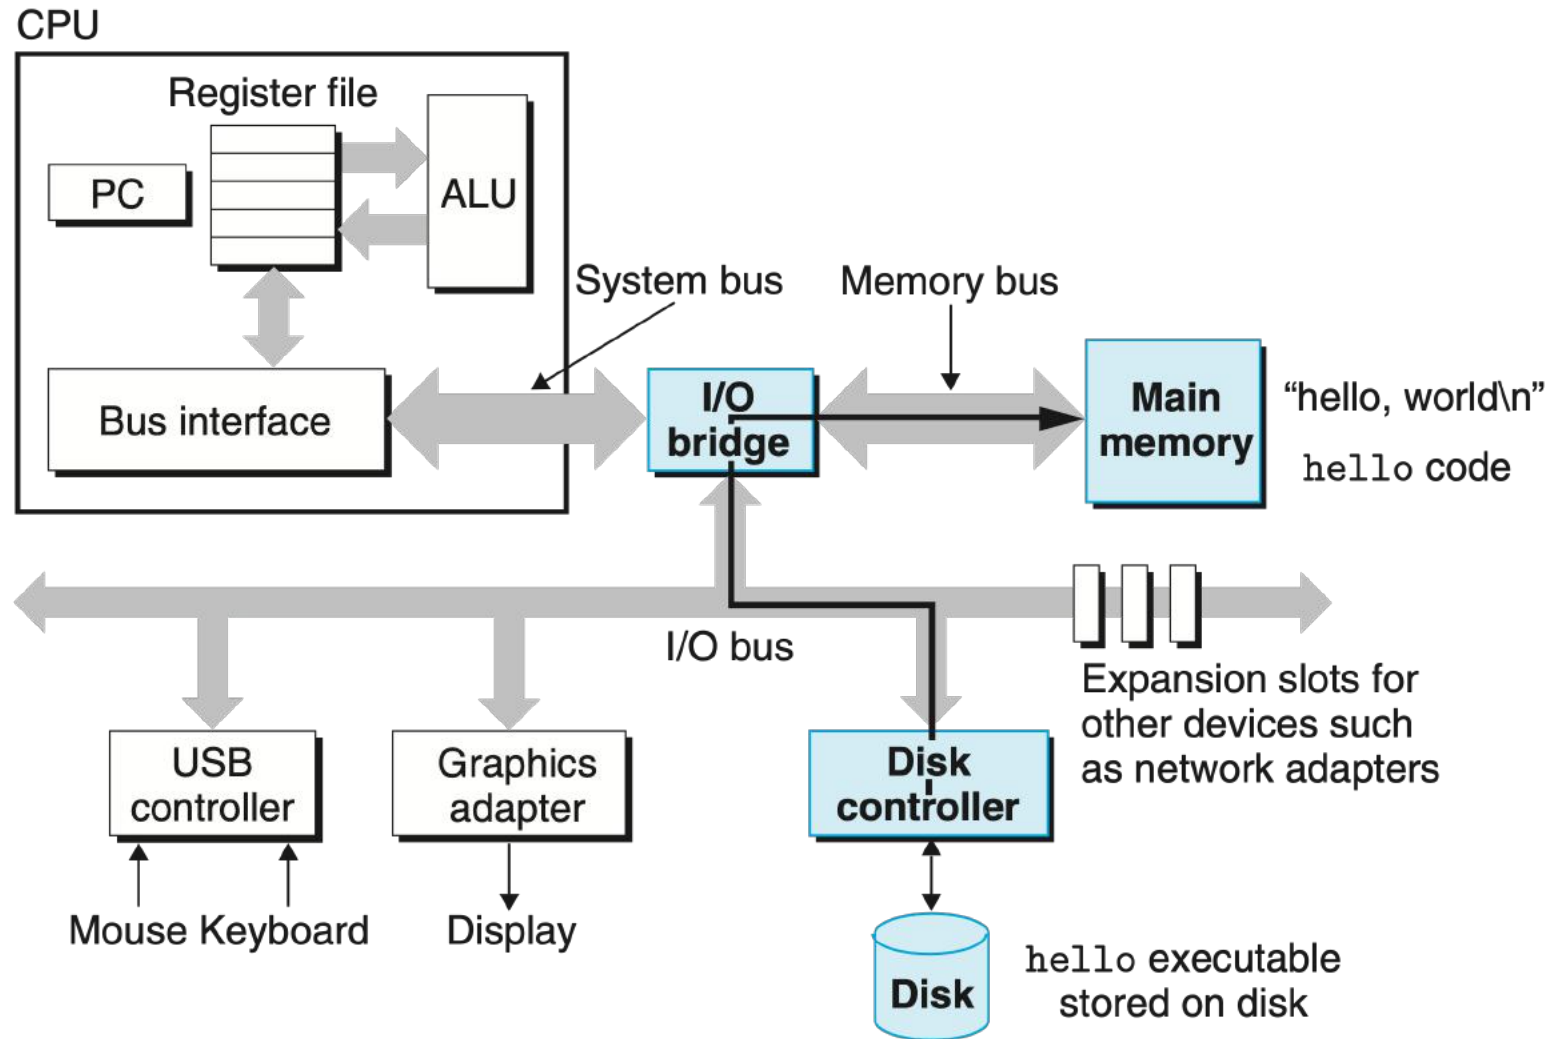 CPU
Register file
PC
ALU
System bus
Memory bus
Bus interface
I/O
bridge
Main
memory
“hello, world\n”
hello code
I/O bus
Expansion slots for
other devices such
as network adapters
USB
controller
Graphics
adapter
Disk
controller
Mouse Keyboard
Display
Disk
hello executable
stored on disk